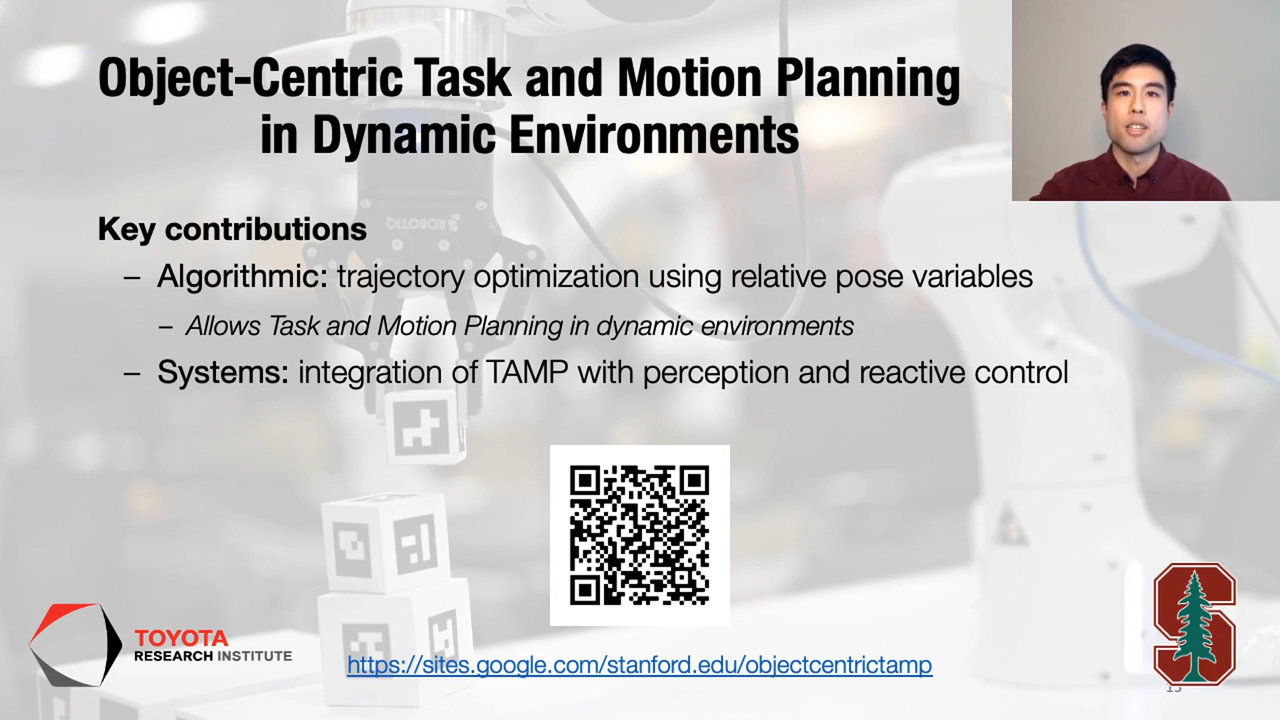 Object-Centric Task and Motion Planning
in Dynamic Environments
Key contributions
– Algorithmic: trajectory optimization using relative pose variables
– Allows Task and Motion Planning in dynamic environments
– Systems: integration of TAMP with perception and reactive control
ROBOTIQ
TOYOTA
RESEARCH INSTITUTE
https://sites.google.com/stanford.edu/objectcentrictamp
S